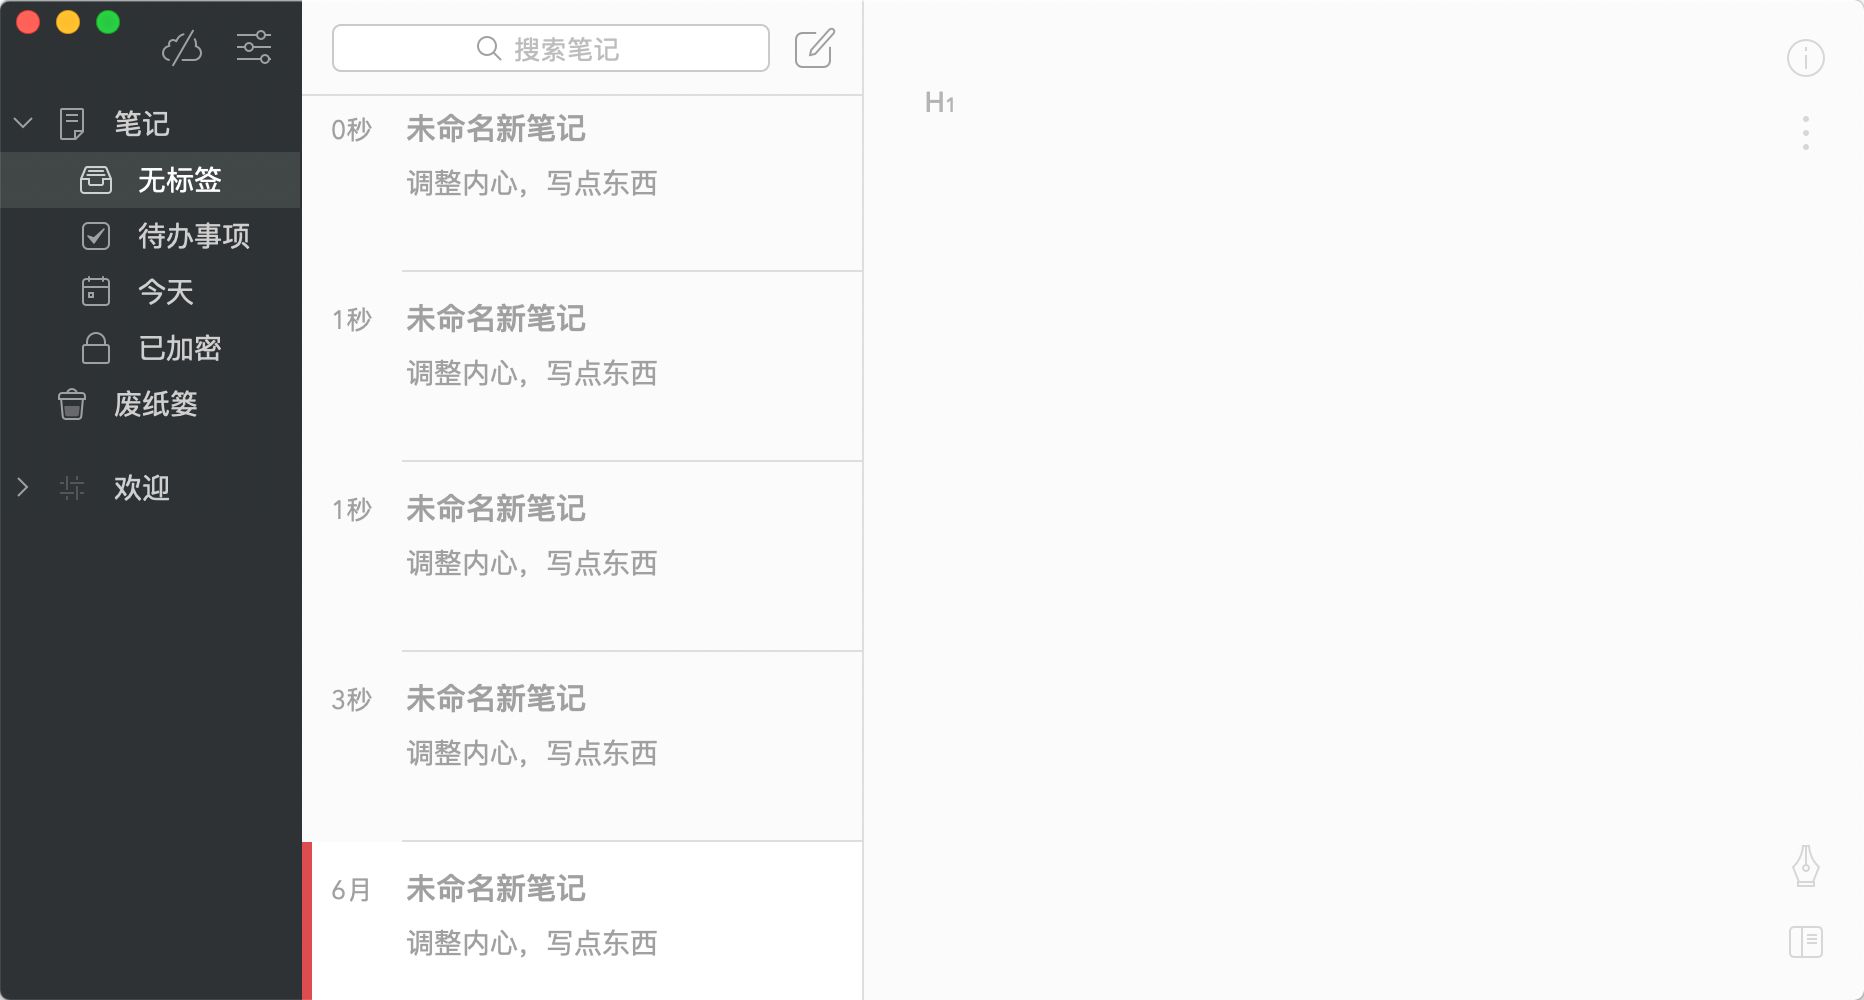 笔记
无标签
待办事项
今天
已加密
废纸篓
欢迎
搜索笔记
0秒 未命名新笔记
调整内心，写点东西
1秒 未命名新笔记
调整内心，写点东西
1秒 未命名新笔记
调整内心，写点东西
3秒 未命名新笔记
调整内心，写点东西
6月 未命名新笔记
调整内心，写点东西
H1